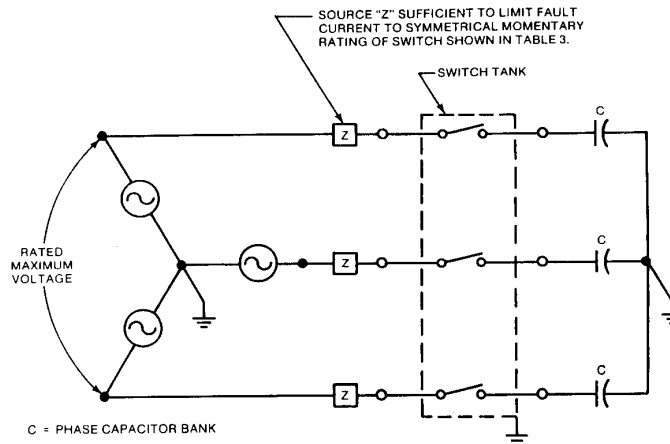 SOURCE "Z" SUFFICIENT TO LIMIT FAULT
CURRENT TO SYMMETRICAL MOMENTARY
RATING OF SWITCH SHOWN IN TABLE 3.
SWITCH TANK
C
Z
RATED
MAXIMUM
VOLTAGE
Z
C
Z
C
C = PHASE CAPACITOR BANK